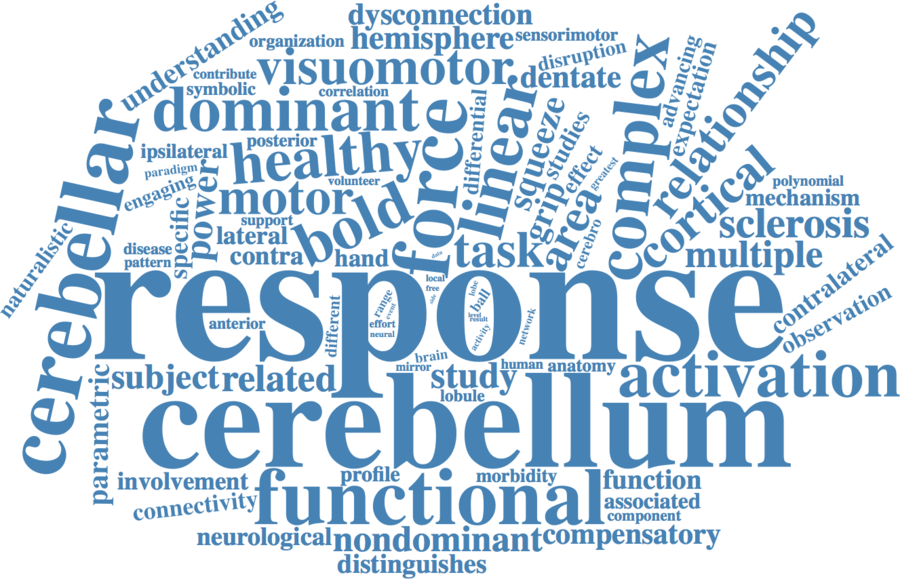 dysconnection
understanding
organization
hemisphere
sensorimotor
contribute
visuomotor
disruption
symbolic
correlation
dentate
advancing
expectation
relationship
complex
dominant
force
differential
linear
squeeze
studies
cerebellar
ipsilateral
posterior
healthy
paradigm
engaging
power
specific
motor
volunteer
bold
grip
effect
greatest
area
cerebro
cortical
polynomial
mechanism
support
lateral
sclerosis
naturalistic
disease
pattern
contra
hand
data
task
multiple
contralateral
observation
response
local
free
side
lobe
ball
level
result
activity
network
range
event
effort
neural
anterior
different
brain
mirror
human
anatomy
subject
related
study
activation
lobule
parametric
cerebellum
involvement
profile
morbidity
function
connectivity
functional
associated
component
neurological
nondominant
compensatory
distinguishes